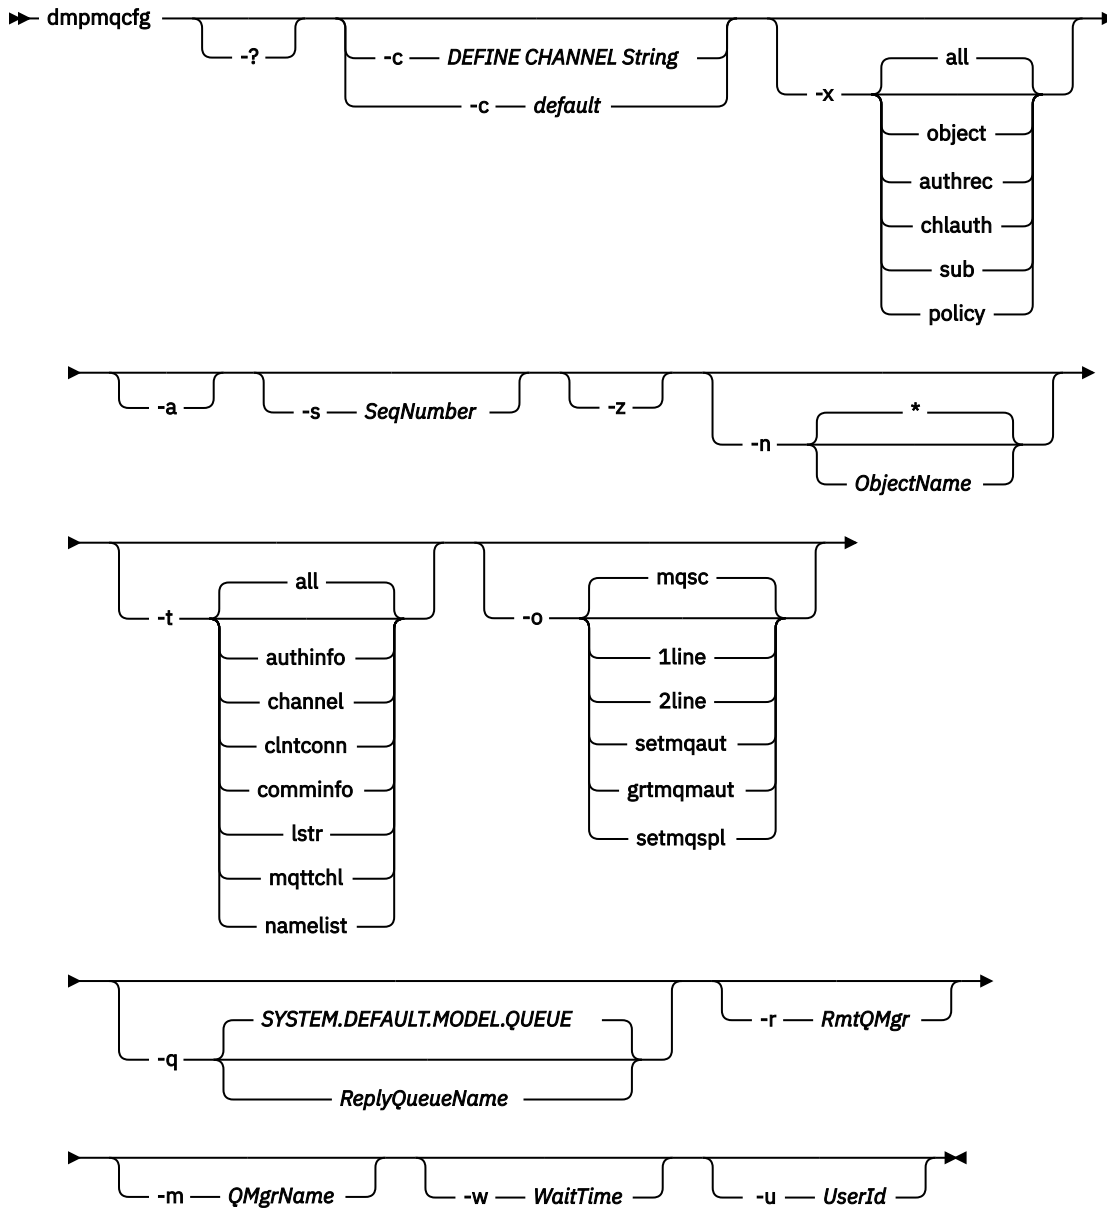 dmpmqcfg
-?
-c DEFINE CHANNEL String
-c default
-x
all
object
authrec
chlauth
sub
policy
-a
-s SeqNumber
-z
-n
*
ObjectName
-t
all
authinfo
channel
clntconn
comminfo
lstr
mqttchl
namelist
-o
mqsc
1line
2line
setmqaut
grtmqmaut
setmqspl
-q
SYSTEM.DEFAULT.MODEL.QUEUE
ReplyQueueName
-r RmtQMgr
-m QMgrName
-w WaitTime
-u UserId